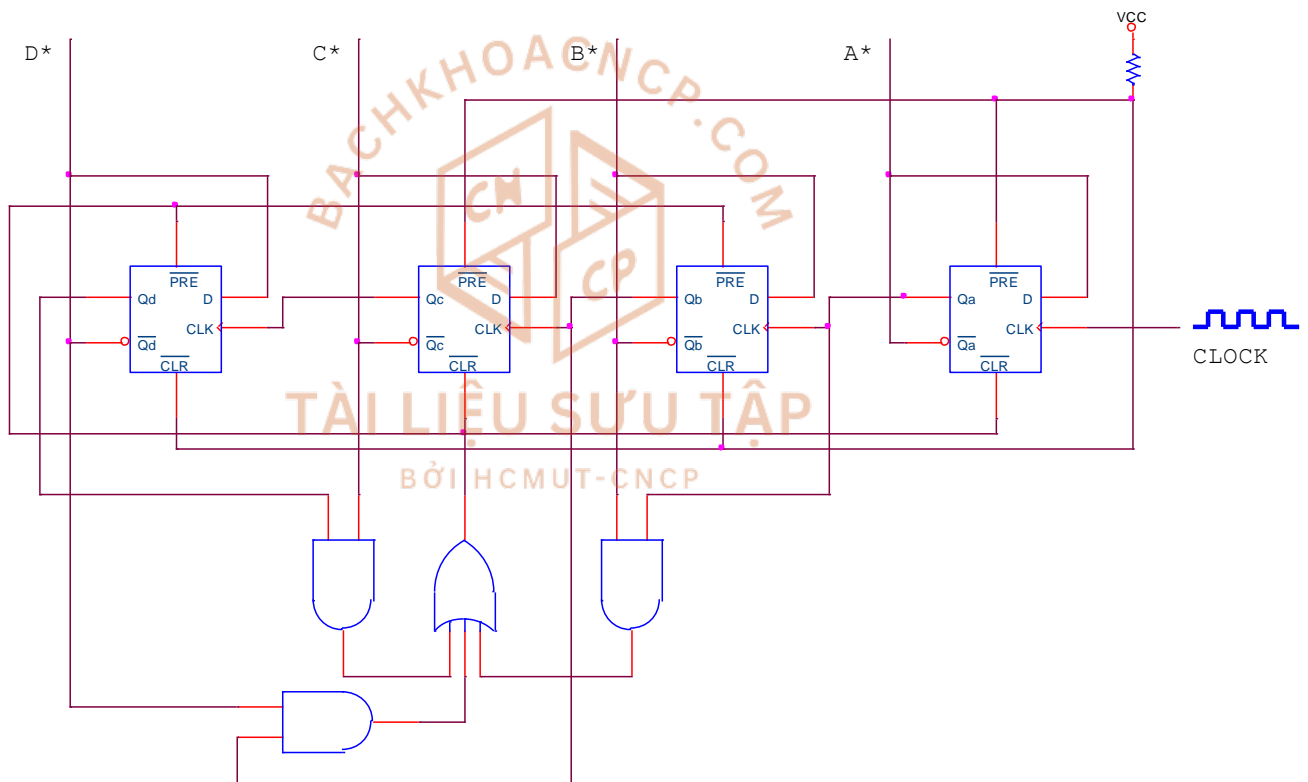 VCC
D* C* B* A*
BACHKHOACNCP.COM
CN
CP
PRE PRE PRE PRE
Qd D Qc D Qb D Qa D
CLK CLK CLK CLK
Qd Qc Qb Qa
CLR CLR CLR CLR
CLOCK
TÀI LIỆU SƯU TẬP
BỞI HCMUT-CNCP